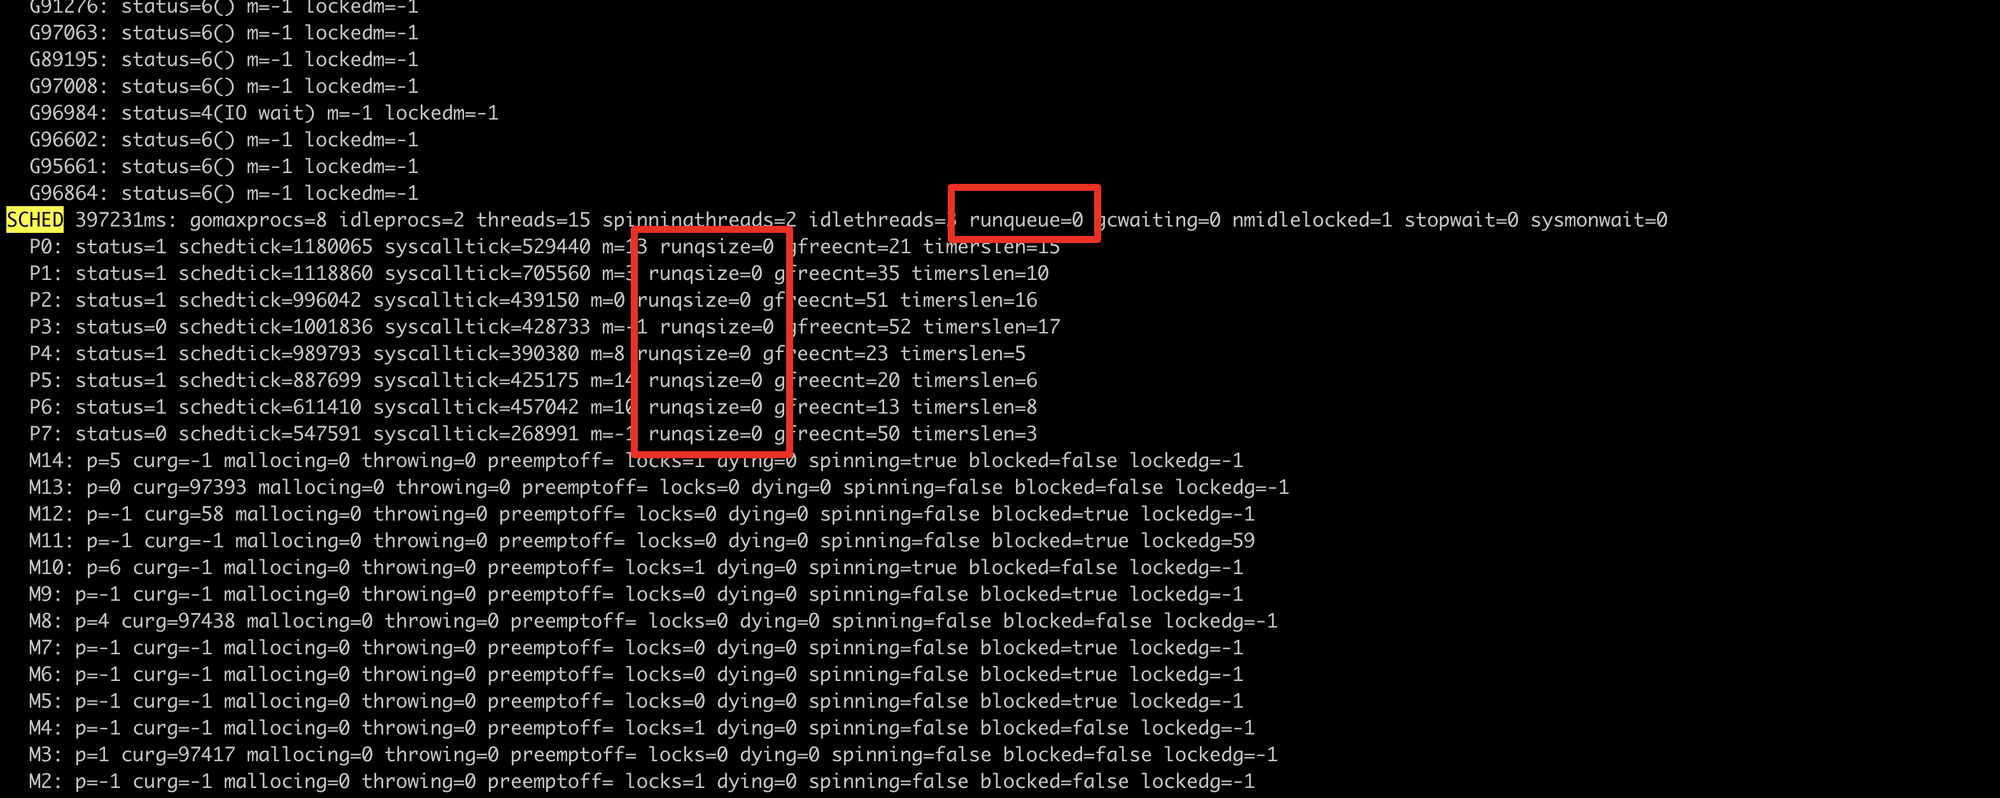 G91276: status=6() m=-1 lockedm=-1
G97063: status=6() m=-1 lockedm=-1
G89195: status=6() m=-1 lockedm=-1
G97008: status=6() m=-1 lockedm=-1
G96984: status=4(IO wait) m=-1 lockedm=-1
G96602: status=6() m=-1 lockedm=-1
G95661: status=6() m=-1 lockedm=-1
G96864: status=6() m=-1 lockedm=-1
SCHED 397231ms: gomaxprocs=8 idleprocs=2 threads=15 spinningthreads=2 runqueue=0 gcwaiting=0 nmidlelocked=1 stopwait=0 sysmonwait=0
P0: status=1 schedtick=1180065 syscalltick=529440 m=13 runqsize=0 gfreecnt=21 timerslen=15
P1: status=1 schedtick=1118860 syscalltick=705560 m=3 runqsize=0 gfreecnt=35 timerslen=10
P2: status=1 schedtick=996042 syscalltick=439150 m=0 runqsize=0 gfreecnt=51 timerslen=16
P3: status=0 schedtick=1001836 syscalltick=428733 m=-1 runqsize=0 gfreecnt=52 timerslen=17
P4: status=1 schedtick=989793 syscalltick=390380 m=8 runqsize=0 gfreecnt=23 timerslen=5
P5: status=1 schedtick=887699 syscalltick=425175 m=14 runqsize=0 gfreecnt=20 timerslen=6
P6: status=1 schedtick=611410 syscalltick=457042 m=10 runqsize=0 gfreecnt=13 timerslen=8
P7: status=0 schedtick=547591 syscalltick=268991 m=-1 runqsize=0 gfreecnt=50 timerslen=3
M14: p=5 curg=-1 mallocing=0 throwing=0 preemptoff= locks=1 dying=0 spinning=true blocked=false lockedg=-1
M13: p=0 curg=97393 mallocing=0 throwing=0 preemptoff= locks=0 dying=0 spinning=false blocked=false lockedg=-1
M12: p=-1 curg=58 mallocing=0 throwing=0 preemptoff= locks=0 dying=0 spinning=false blocked=true lockedg=-1
M11: p=-1 curg=-1 mallocing=0 throwing=0 preemptoff= locks=0 dying=0 spinning=false blocked=true lockedg=59
M10: p=6 curg=-1 mallocing=0 throwing=0 preemptoff= locks=1 dying=0 spinning=true blocked=false lockedg=-1
M9: p=-1 curg=-1 mallocing=0 throwing=0 preemptoff= locks=0 dying=0 spinning=false blocked=true lockedg=-1
M8: p=4 curg=97438 mallocing=0 throwing=0 preemptoff= locks=0 dying=0 spinning=false blocked=false lockedg=-1
M7: p=-1 curg=-1 mallocing=0 throwing=0 preemptoff= locks=0 dying=0 spinning=false blocked=true lockedg=-1
M6: p=-1 curg=-1 mallocing=0 throwing=0 preemptoff= locks=0 dying=0 spinning=false blocked=true lockedg=-1
M5: p=-1 curg=-1 mallocing=0 throwing=0 preemptoff= locks=0 dying=0 spinning=false blocked=true lockedg=-1
M4: p=-1 curg=-1 mallocing=0 throwing=0 preemptoff= locks=1 dying=0 spinning=false blocked=false lockedg=-1
M3: p=1 curg=97417 mallocing=0 throwing=0 preemptoff= locks=0 dying=0 spinning=false blocked=false lockedg=-1
M2: p=-1 curg=-1 mallocing=0 throwing=0 preemptoff= locks=1 dying=0 spinning=false blocked=false lockedg=-1